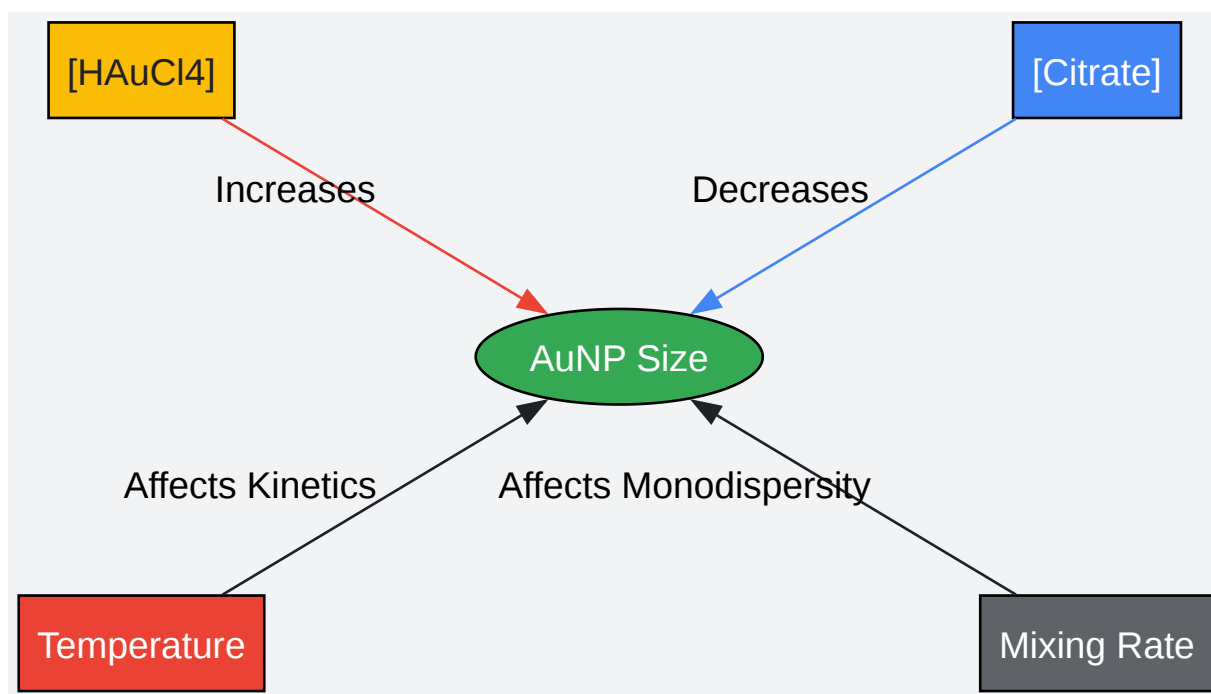 [HAuCl4]
[Citrate]
Increases
Decreases
AuNP Size
Affects Kinetics
Affects Monodispersity
Temperature
Mixing Rate